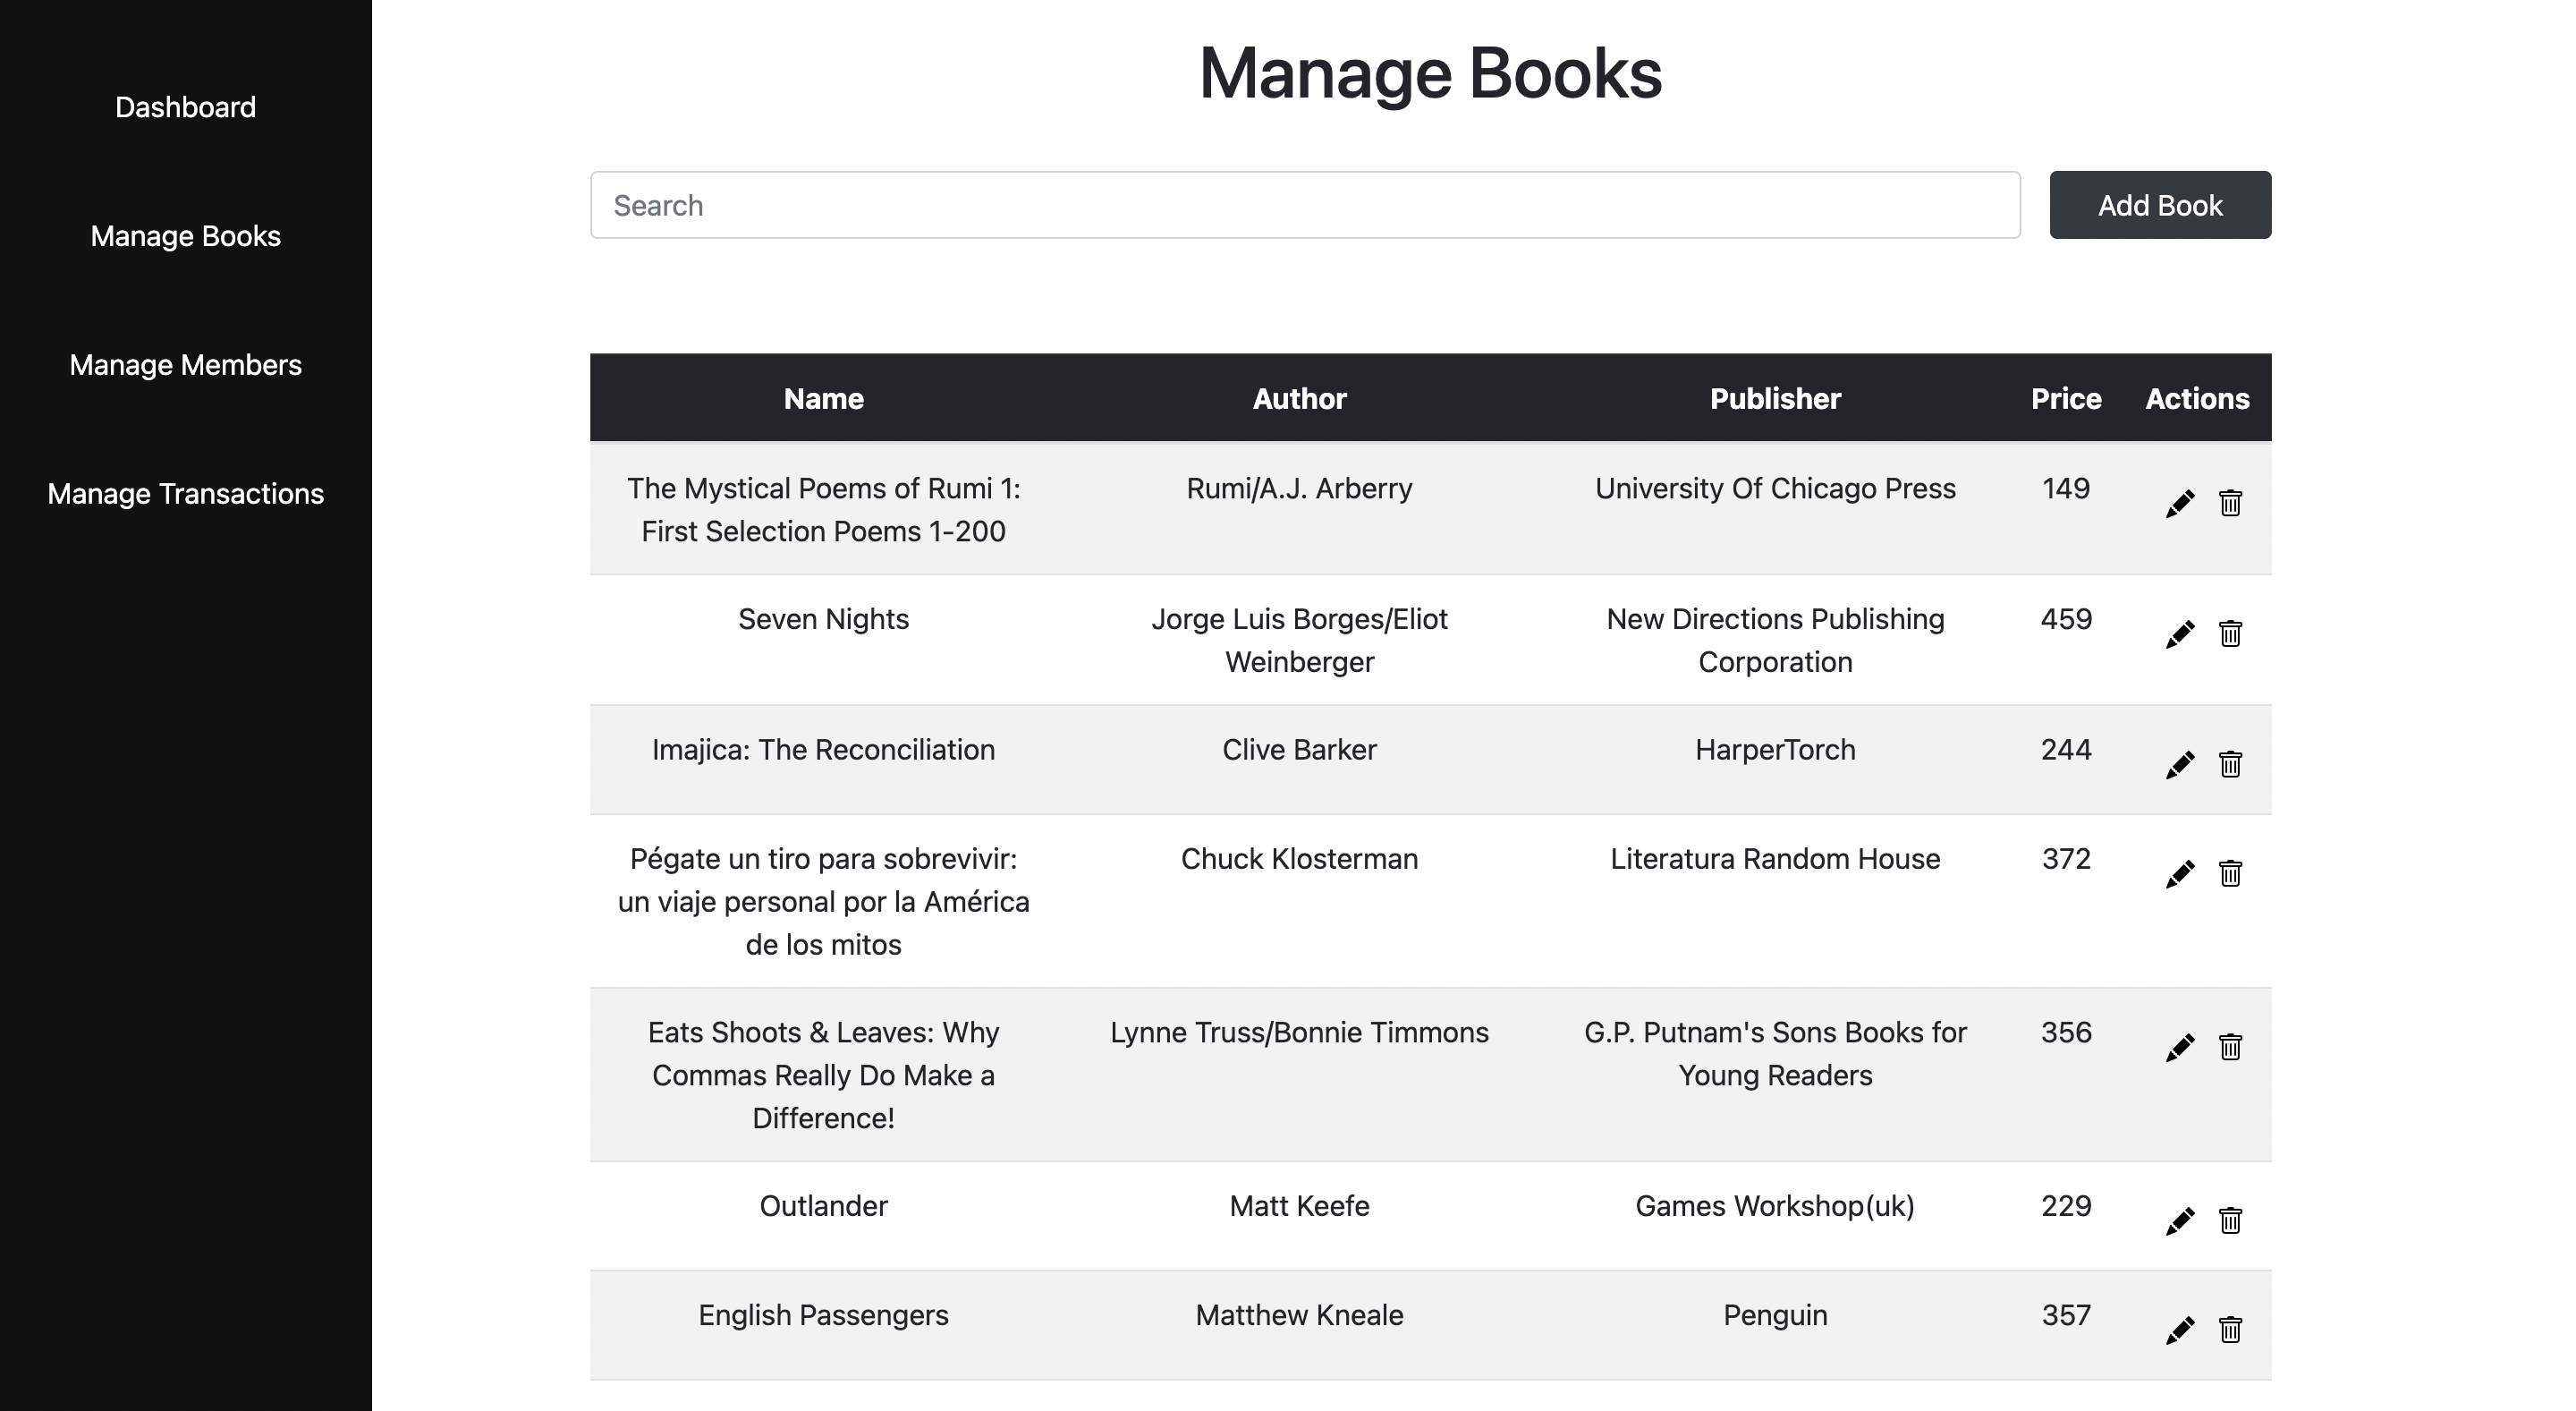 Dashboard
Manage Books
Manage Members
Manage Transactions
Manage Books
Search
Add Book
Name Author Publisher Price Actions
The Mystical Poems of Rumi 1: Rumi/A.J. Arberry University Of Chicago Press 149
First Selection Poems 1-200
Seven Nights Jorge Luis Borges/Eliot New Directions Publishing 459
Weinberger Corporation
Imajica: The Reconciliation Clive Barker HarperTorch 244
Pégate un tiro para sobrevivir: Chuck Klosterman Literatura Random House 372
un viaje personal por la América
de los mitos
Eats Shoots & Leaves: Why Lynne Truss/Bonnie Timmons G.P. Putnam's Sons Books for 356
Commas Really Do Make a Young Readers
Difference!
Outlander Matt Keefe Games Workshop(uk) 229
English Passengers Matthew Kneale Penguin 357